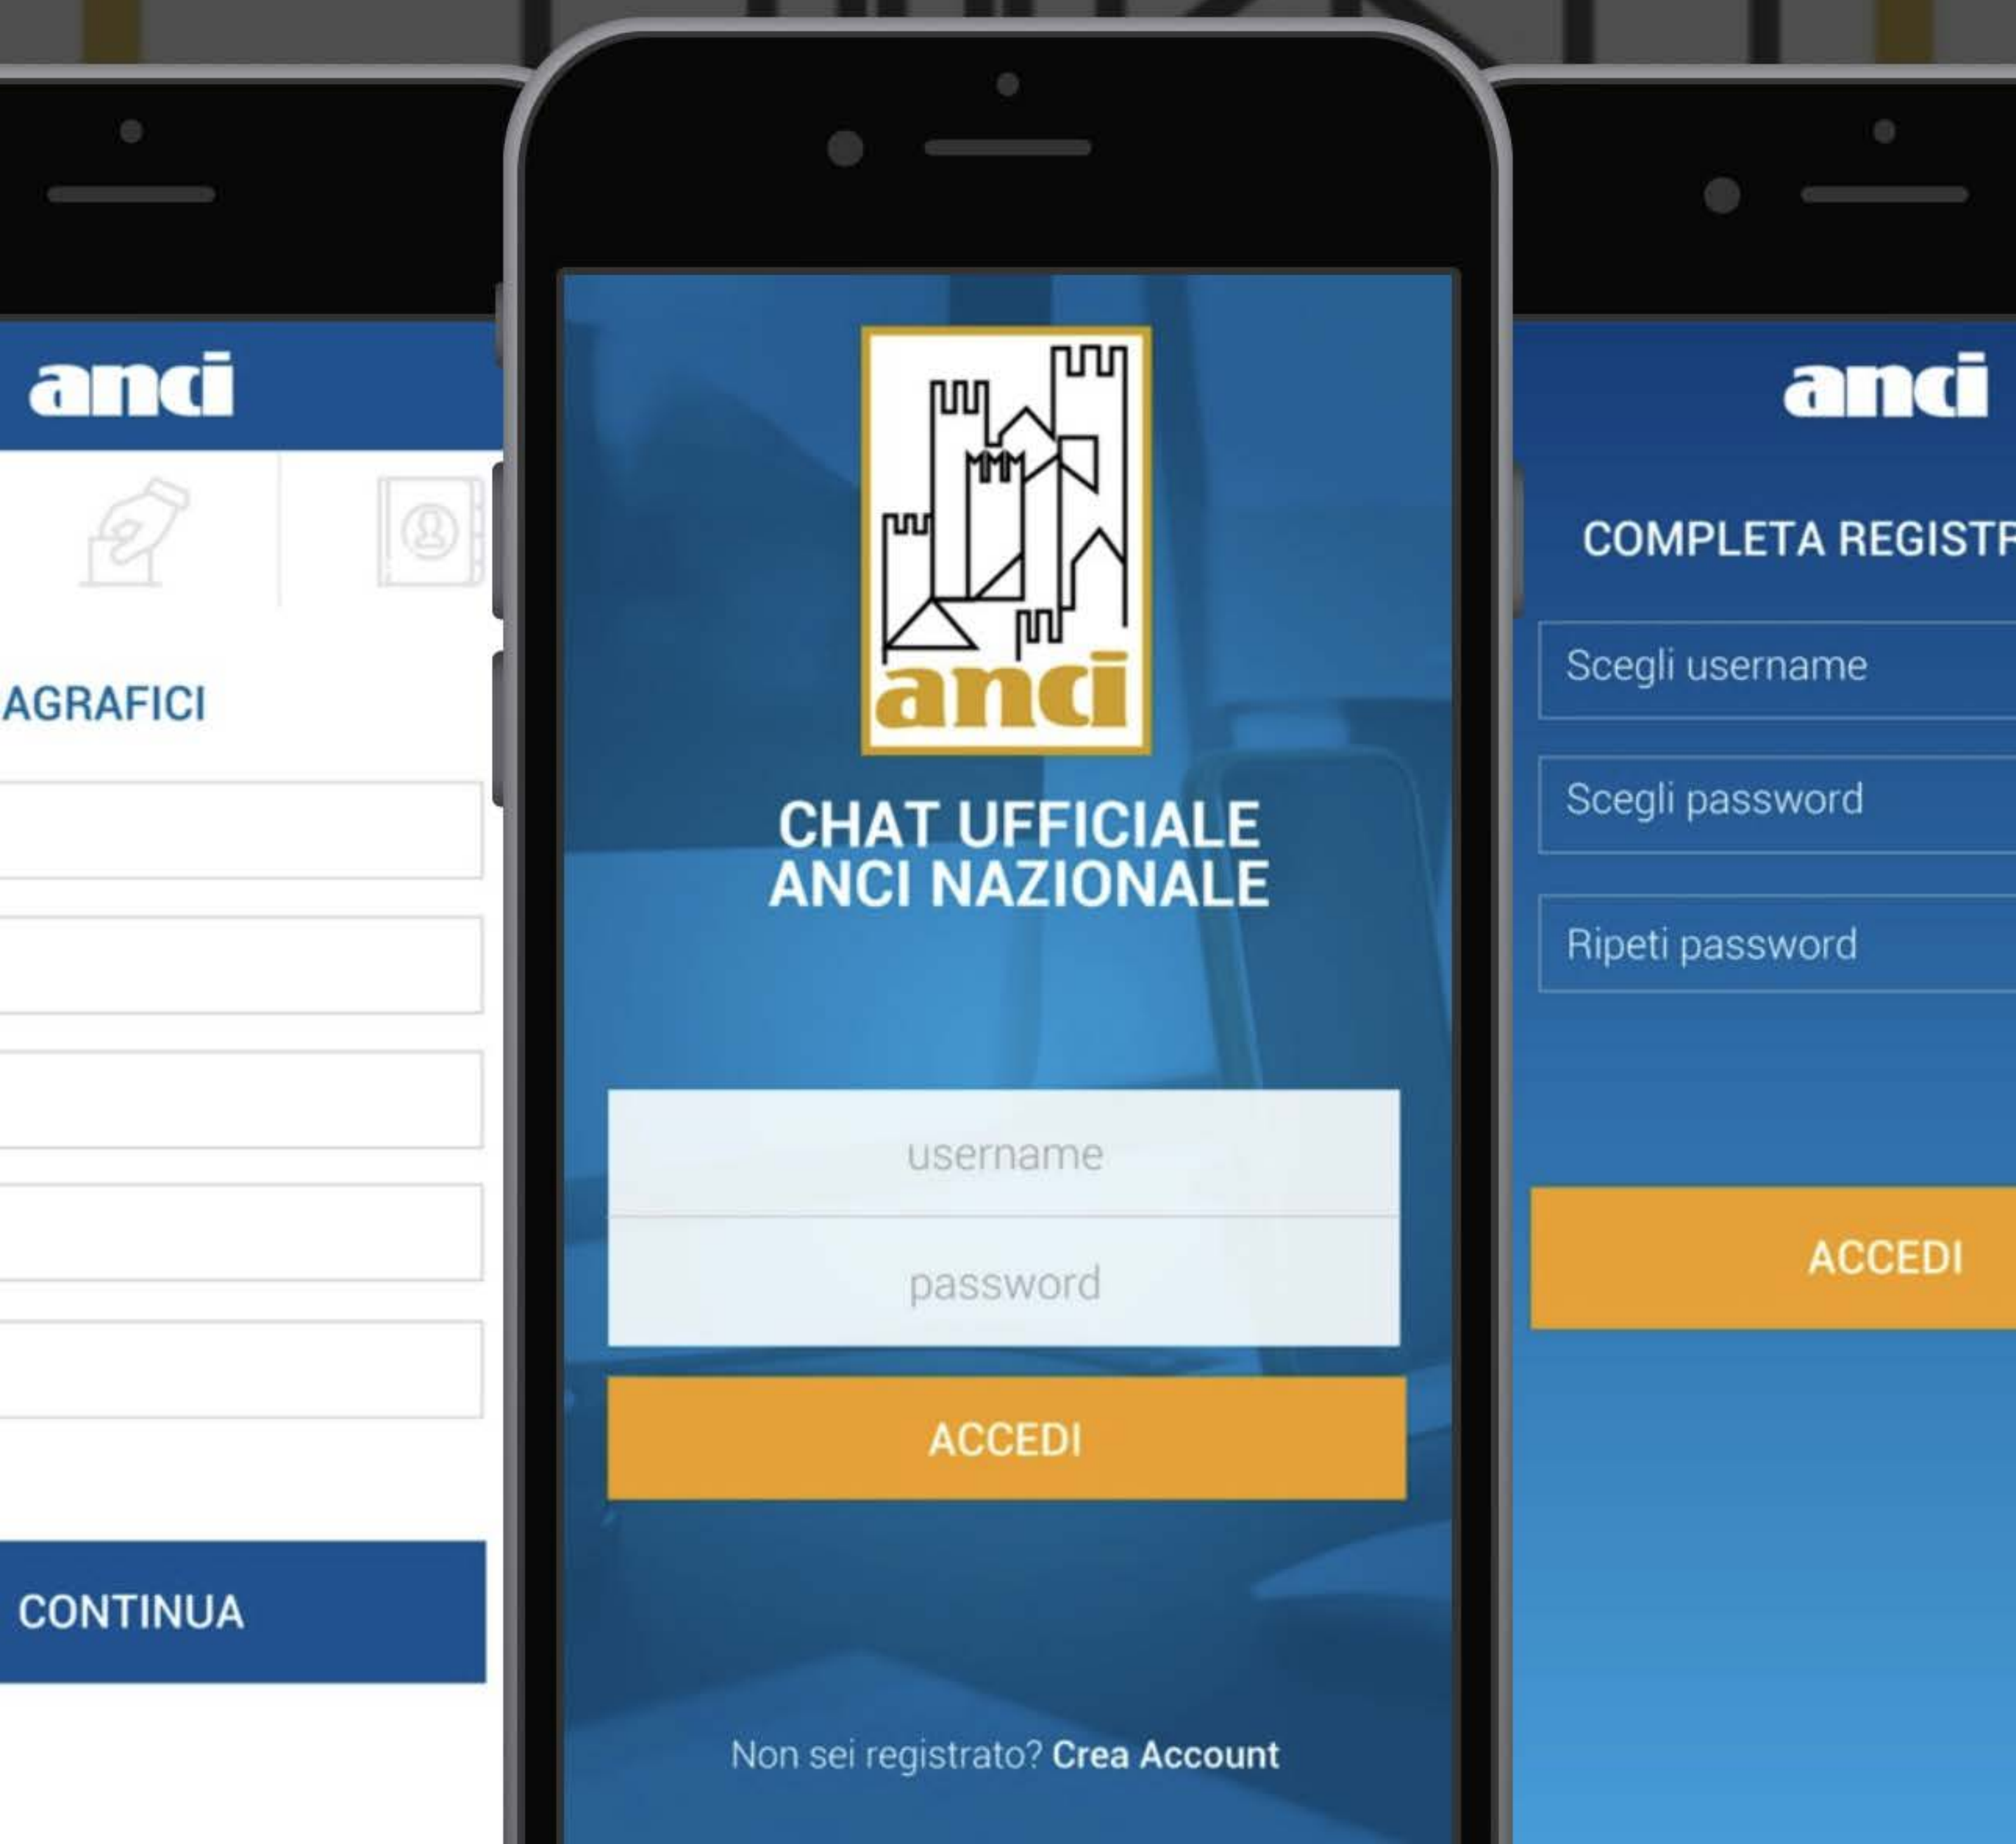 anci
AGRAFICI
CONTINUA
anci
CHAT UFFICIALE
ANCI NAZIONALE
username
password
ACCEDI
Non sei registrato? Crea Account
anci
COMPLETA REGISTR
Scegli username
Scegli password
Ripeti password
ACCEDI